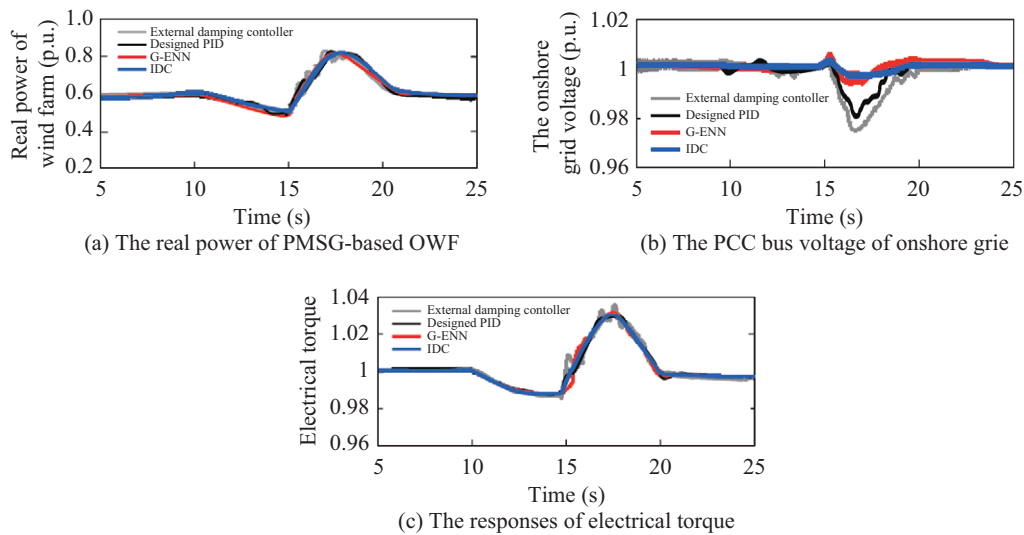 Real power of
wind farm (p.u.)
1.0
0.8
0.6
0.4
0.2
External damping contoller
Designed PID
G-ENN
IDC
5 10 15 20 25
Time (s)
(a) The real power of PMSG-based OWF
The onshore
grid voltage (p.u.)
1.02
1
0.98
0.96
External damping contoller
Designed PID
G-ENN
IDC
5 10 15 20 25
Time (s)
(b) The PCC bus voltage of onshore grie
Electrical torque
1.04
1.02
1
0.98
0.96
External damping contoller
Designed PID
G-ENN
IDC
5 10 15 20 25
Time (s)
(c) The responses of electrical torque